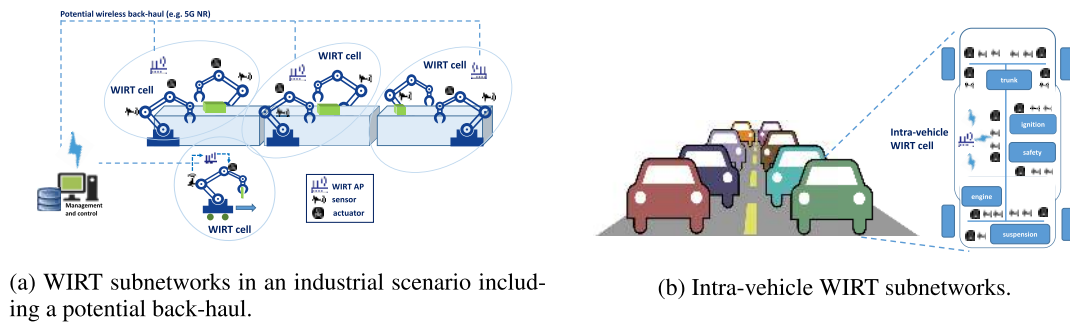 Potential wireless back-haul (e.g. 5G NR)
WIRT cell
WIRT cell
WIRT cell
Management
and control
WIRT cell
WIRT AP
sensor
actuator
(a) WIRT subnetworks in an industrial scenario includ-
ing a potential back-haul.
Intra-vehicle
WIRT cell
trunk
ignition
safety
engine
suspension
(b) Intra-vehicle WIRT subnetworks.